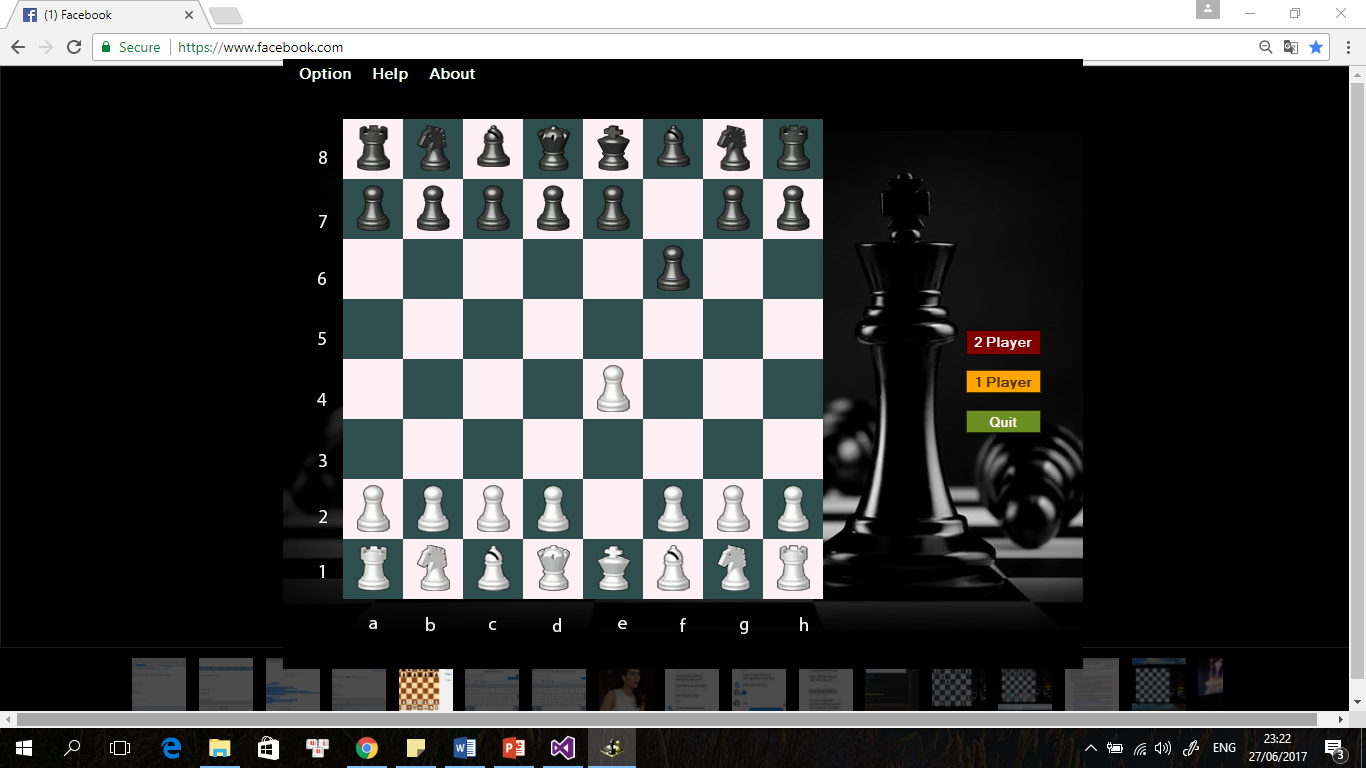 (1) Facebook
Secure https://www.facebook.com
Option Help About
8
7
6
5
4
3
2
1
2 Player
1 Player
Quit
a b c d e f g h
ENG
23:22
27/06/2017
3